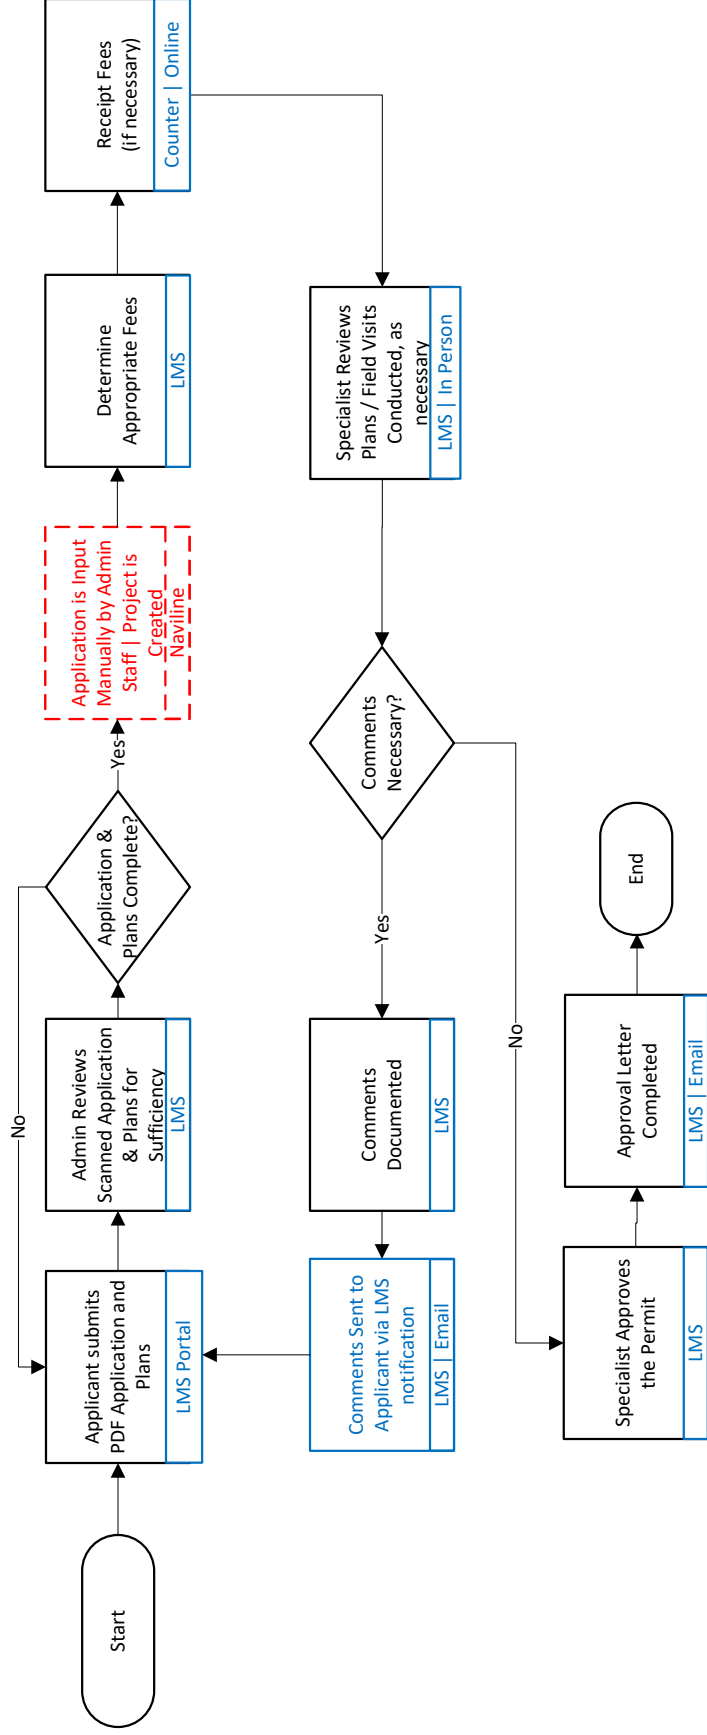 Start
Applicant submits
PDF Application and
Plans
LMS Portal
Admin Reviews
Scanned Application
& Plans for
Sufficiency
LMS
Application &
Plans Complete?
No
Yes
Application is Input
Manually by Admin
Staff | Project is
Created
Naviline
Determine
Appropriate Fees
LMS
Receipt Fees
(if necessary)
Counter | Online
Specialist Reviews
Plans / Field Visits
Conducted, as
necessary
LMS | In Person
Comments
Necessary?
Yes
Comments
Documented
LMS
Comments Sent to
Applicant via LMS
notification
LMS | Email
No
Specialist Approves
the Permit
LMS
Approval Letter
Completed
LMS | Email
End